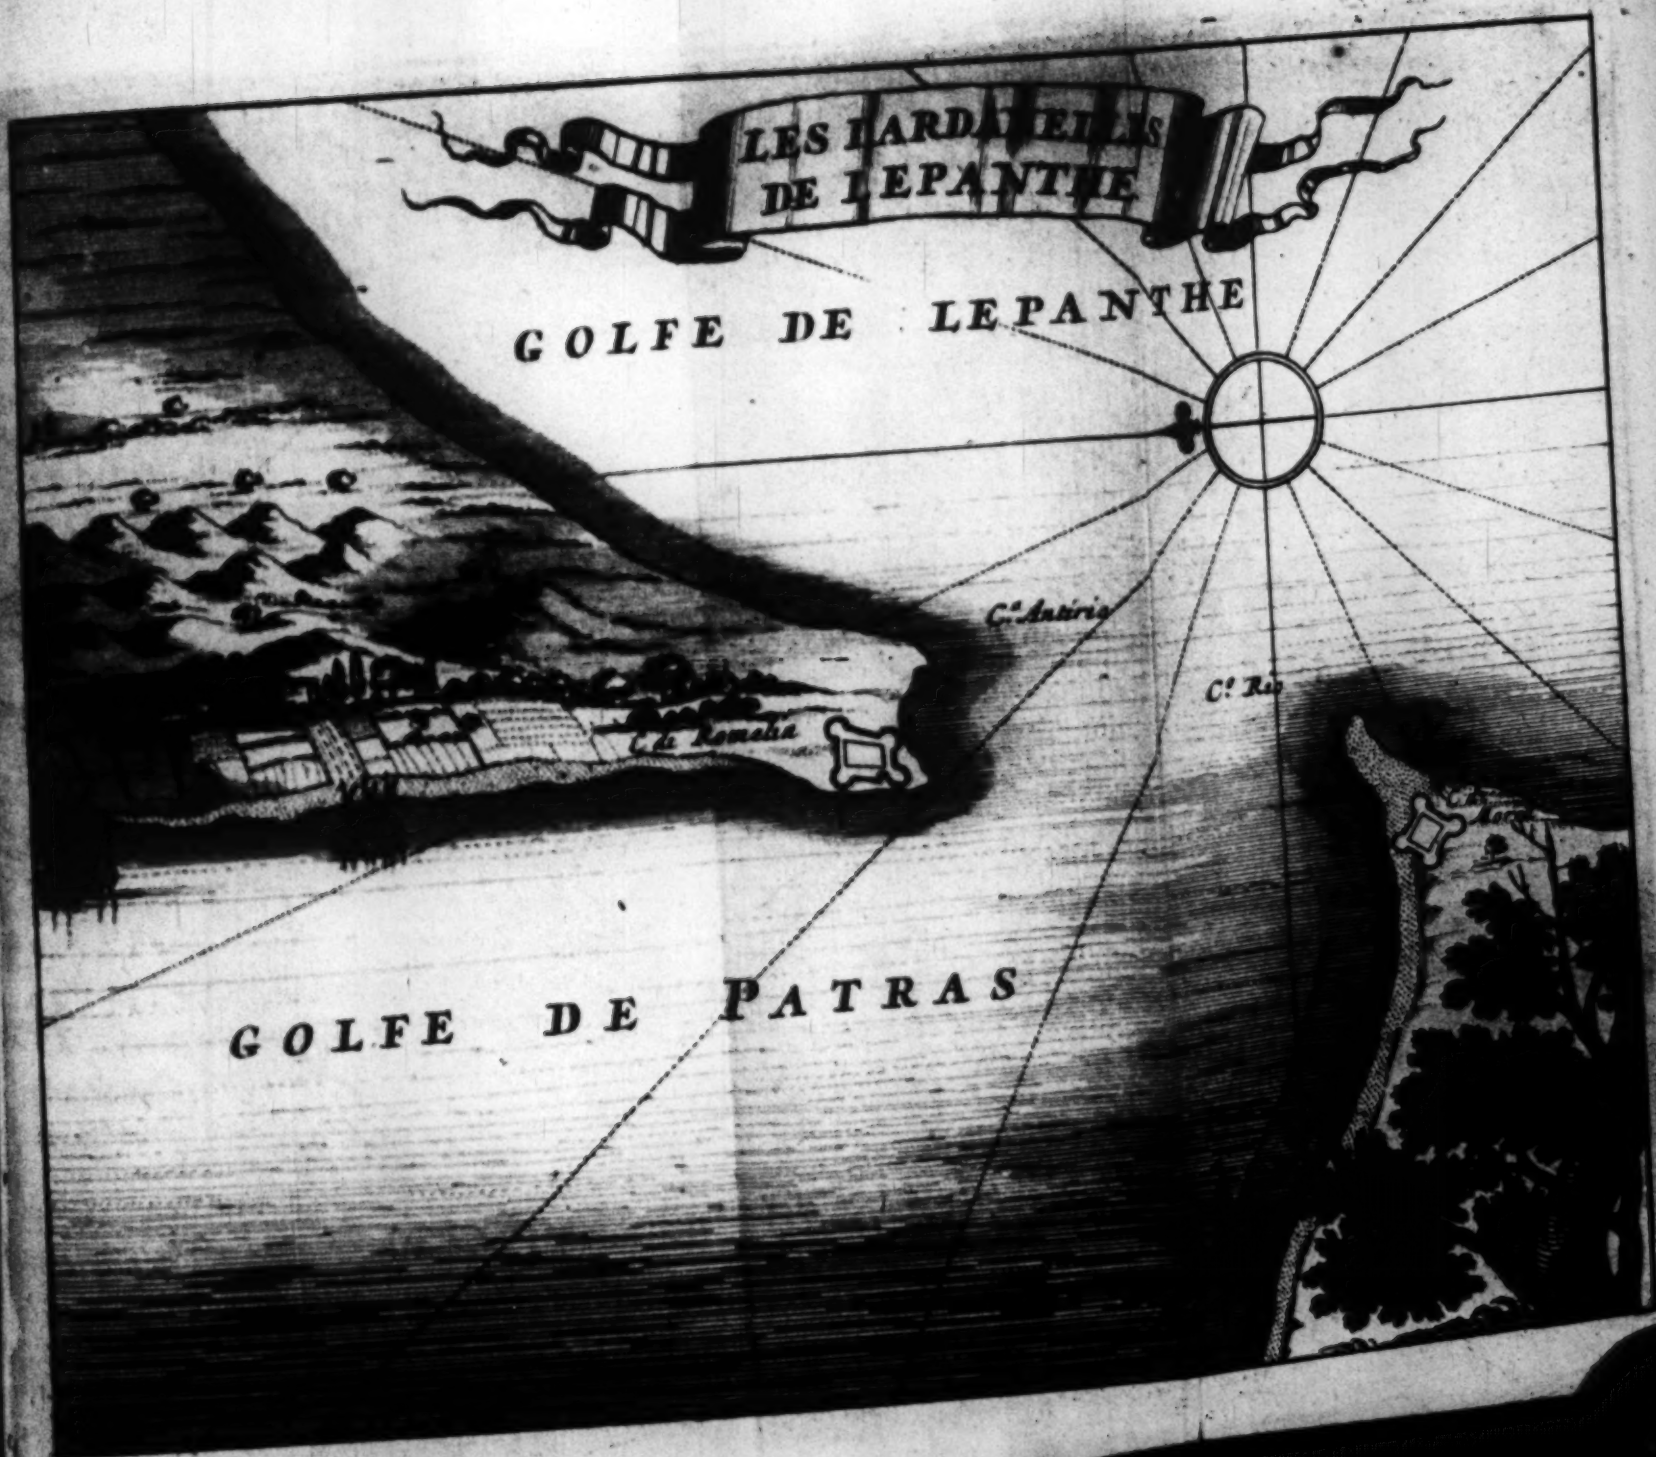 LES DARDANELLES
DE LEPANTHE
GOLFE DE LEPANTHE
C.ª Antirio
C.º Rio
C. de Romelia
GOLFE DE PATRAS